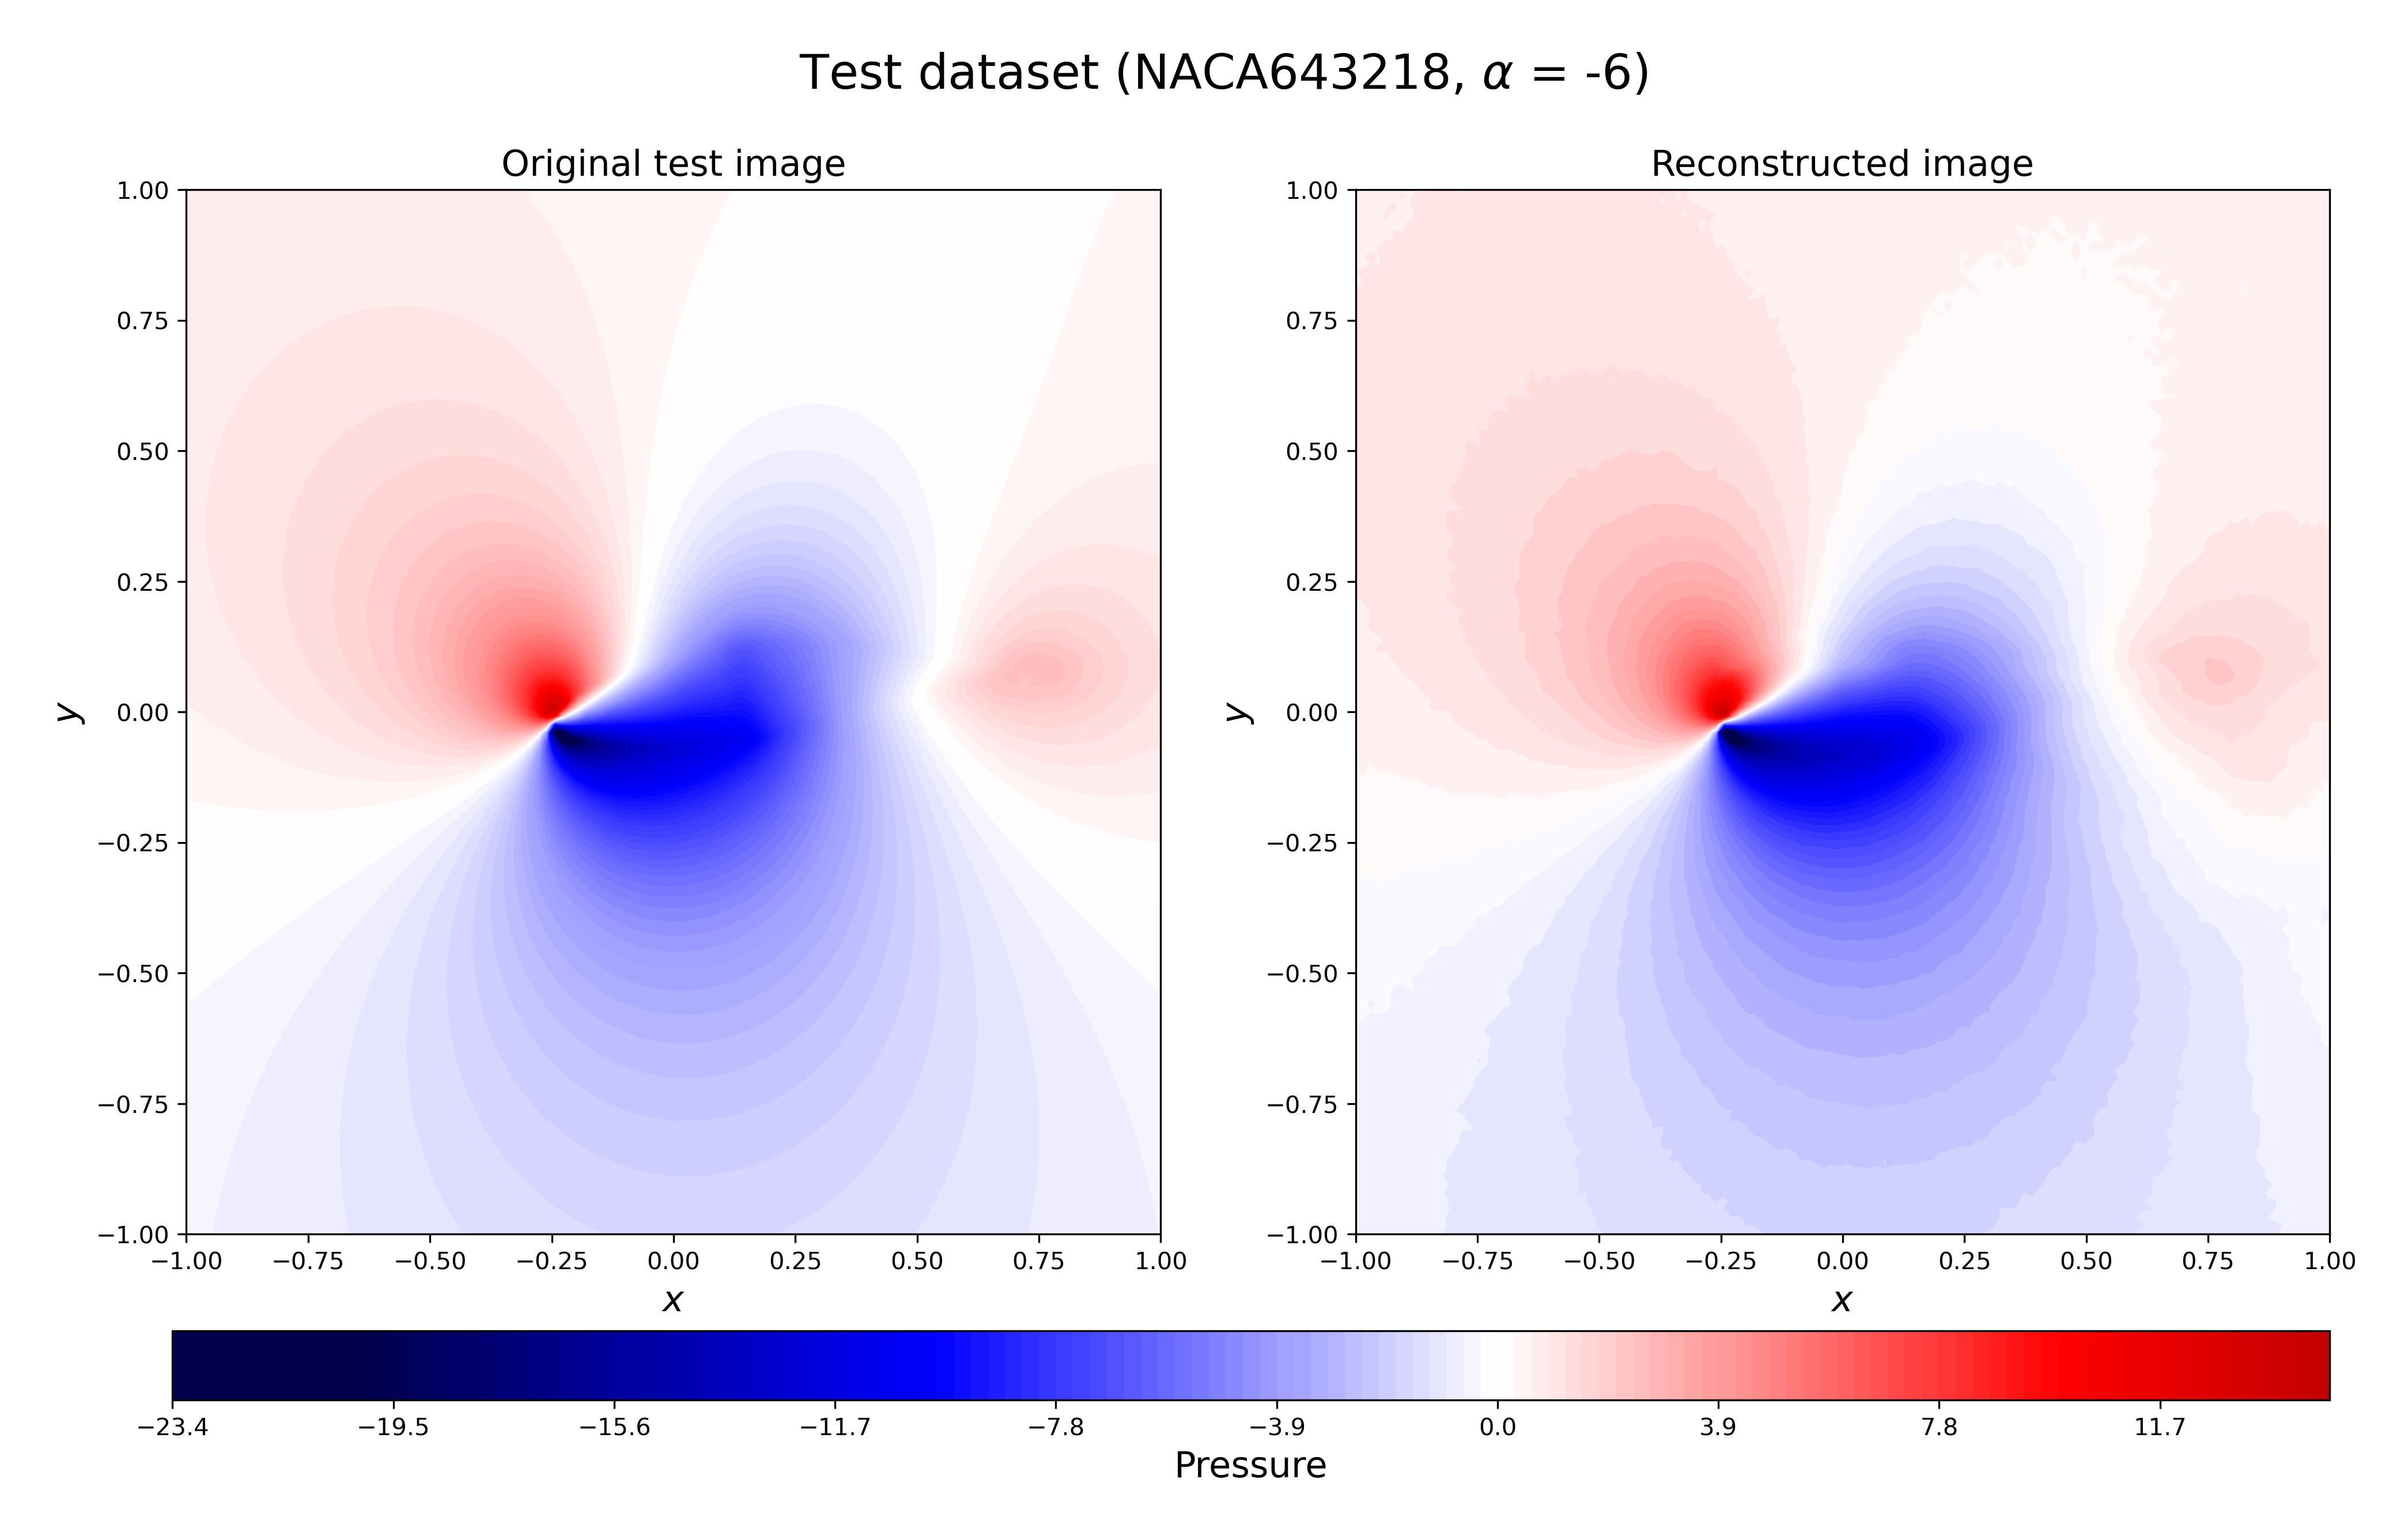 Test dataset (NACA643218, α = -6)
Original test image
Reconstructed image
1.00
0.75
0.50
0.25
0.00
−0.25
−0.50
−0.75
−1.00
y
−1.00 −0.75 −0.50 −0.25 0.00 0.25 0.50 0.75 1.00
x
1.00
0.75
0.50
0.25
0.00
−0.25
−0.50
−0.75
−1.00
y
−1.00 −0.75 −0.50 −0.25 0.00 0.25 0.50 0.75 1.00
x
−23.4 −19.5 −15.6 −11.7 −7.8 −3.9 0.0 3.9 7.8 11.7
Pressure